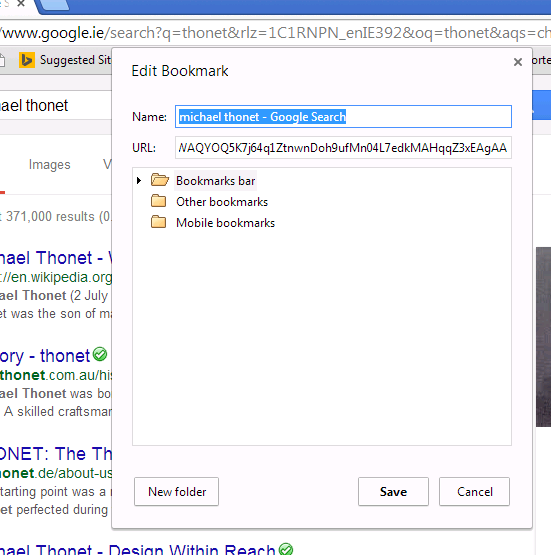 /www.google.ie/search?q=thonet&rlz=1C1RNPN_enIE392&oq=thonet&aqs=ch
Suggested Sit
orte
Edit Bookmark
ael thonet
Name: michael thonet - Google Search
URL: WAQYOQ5K7j64q1ZtnwnDoh9ufMn04L7edkMAHqqZ3xEAgAA
Images
V
Bookmarks bar
Other bookmarks
Mobile bookmarks
371,000 results (0.
ael Thonet - W
://en.wikipedia.org
ael Thonet (2 July
et was the son of ma
ory - thonet
thonet.com.au/his
ael Thonet was bo
. A skilled craftsmar
ONET: The Th
onet.de/about-us
tarting point was a
et perfected during
New folder
Save
Cancel
ael Thonet - Design Within Reach